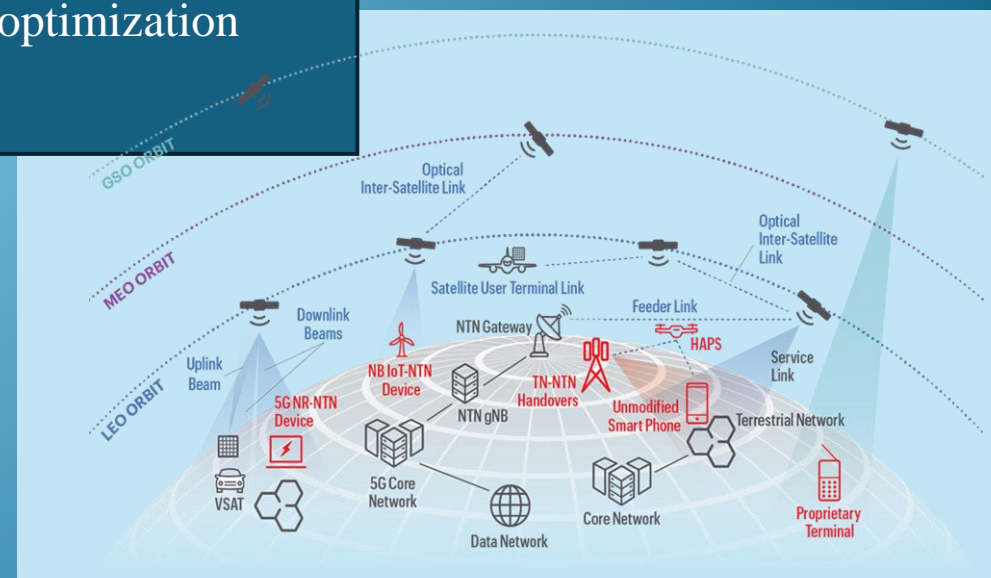 optimization
GSO ORBIT
Optical
Inter-Satellite Link
MEO ORBIT
Optical
Inter-Satellite
Link
Satellite User Terminal Link
Downlink
Beams
Uplink
Beam
LEO ORBIT
NTN Gateway
Feeder Link
HAPS
NB IoT-NTN
Device
TN-NTN
Handovers
Service
Link
5G NR-NTN
Device
NTN gNB
Unmodified
Smart Phone
Terrestrial Network
VSAT
5G Core
Network
Data Network
Core Network
Proprietary
Terminal